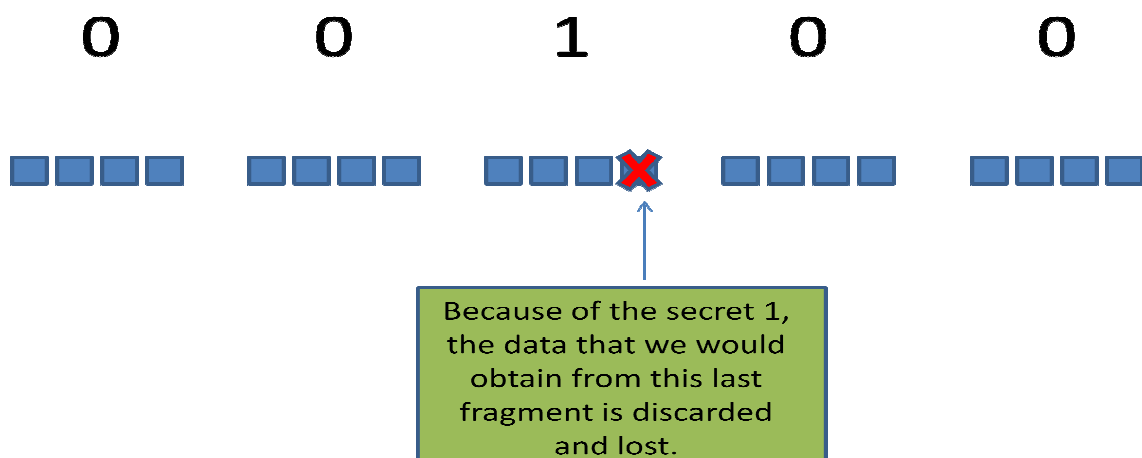 0 0 1 0 0
Because of the secret 1,
the data that we would
obtain from this last
fragment is discarded
and lost.